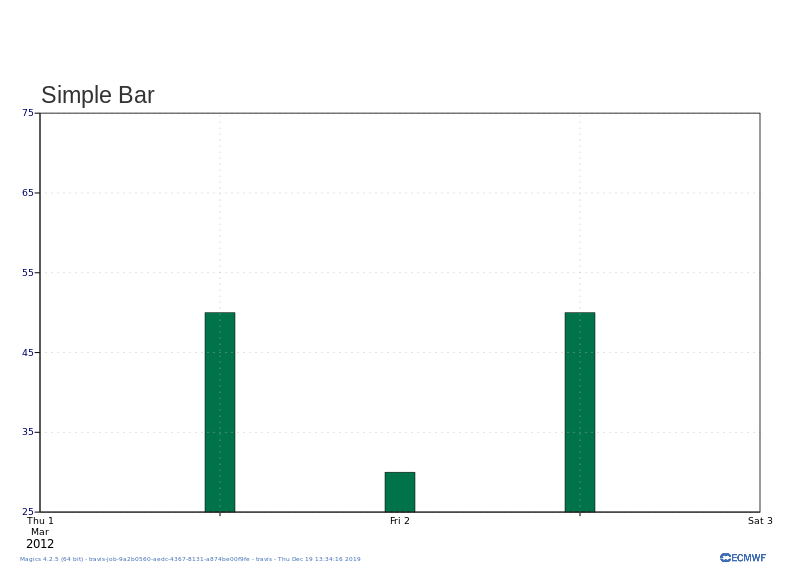 Simple Bar
75
65
55
45
35
25
Thu 1 Fri 2 Sat 3
Mar
2012
Magics 4.2.5 (64 bit) - travis-job-9a2b0560-aedc-4367-8131-a874be00f9fe - travis - Thu Dec 19 13:34:16 2019
ECMWF